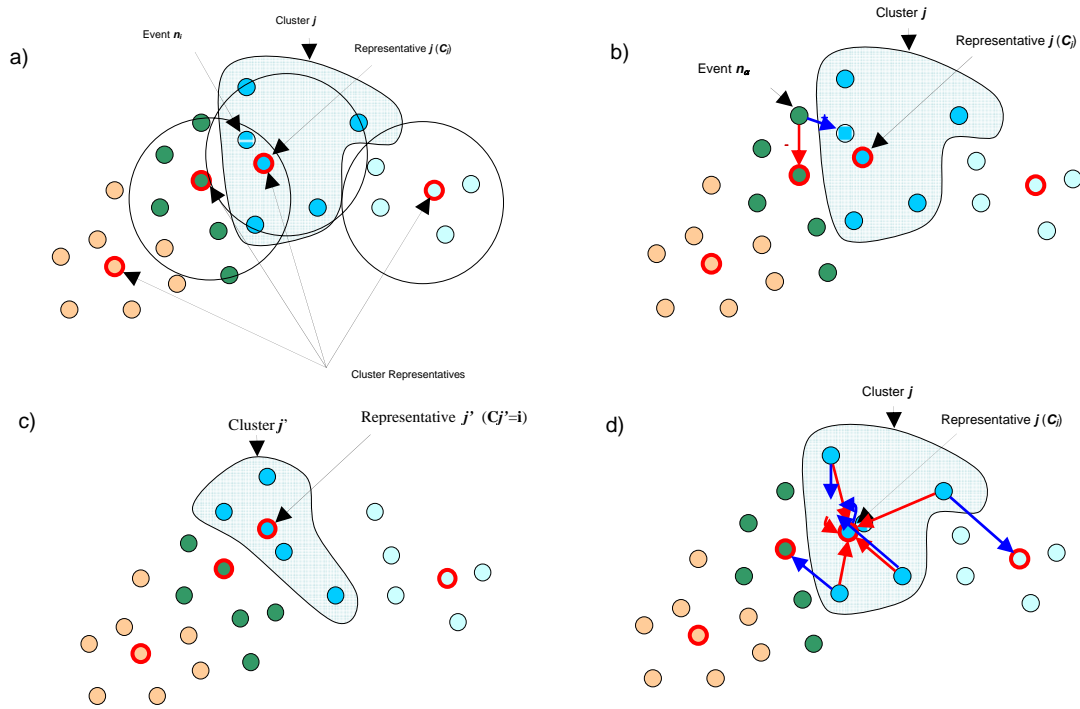 a)
Cluster j
Event nᵢ
Representative j (Cⱼ)
Cluster Representatives
b)
Cluster j
Representative j (Cⱼ)
Event nα
+
-
c)
Cluster j’
Representative j’ (Cj’=i)
d)
Cluster j
Representative j (Cⱼ)